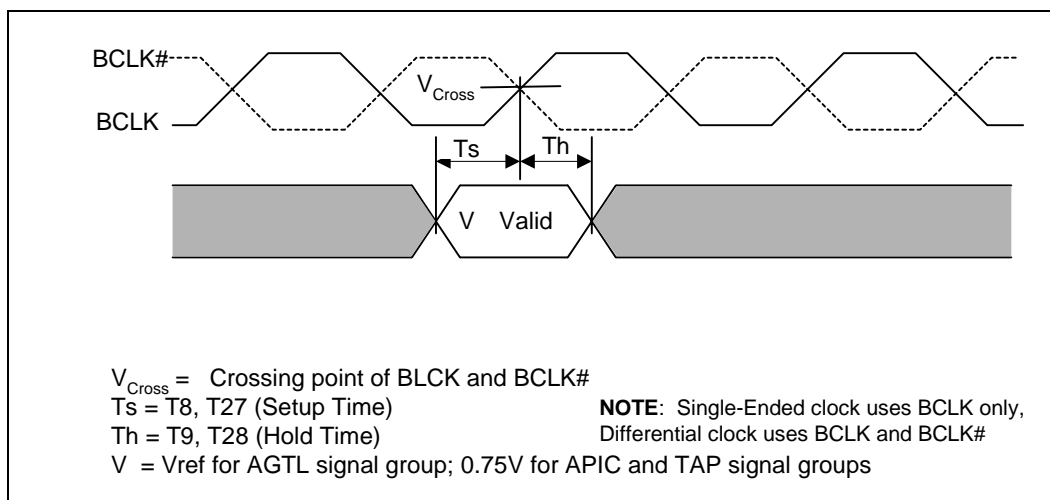 BCLK#
V_Cross
BCLK
Ts Th
V Valid
V_Cross = Crossing point of BLCK and BCLK#
Ts = T8, T27 (Setup Time)
Th = T9, T28 (Hold Time)
V = Vref for AGTL signal group; 0.75V for APIC and TAP signal groups
NOTE: Single-Ended clock uses BCLK only,
Differential clock uses BCLK and BCLK#